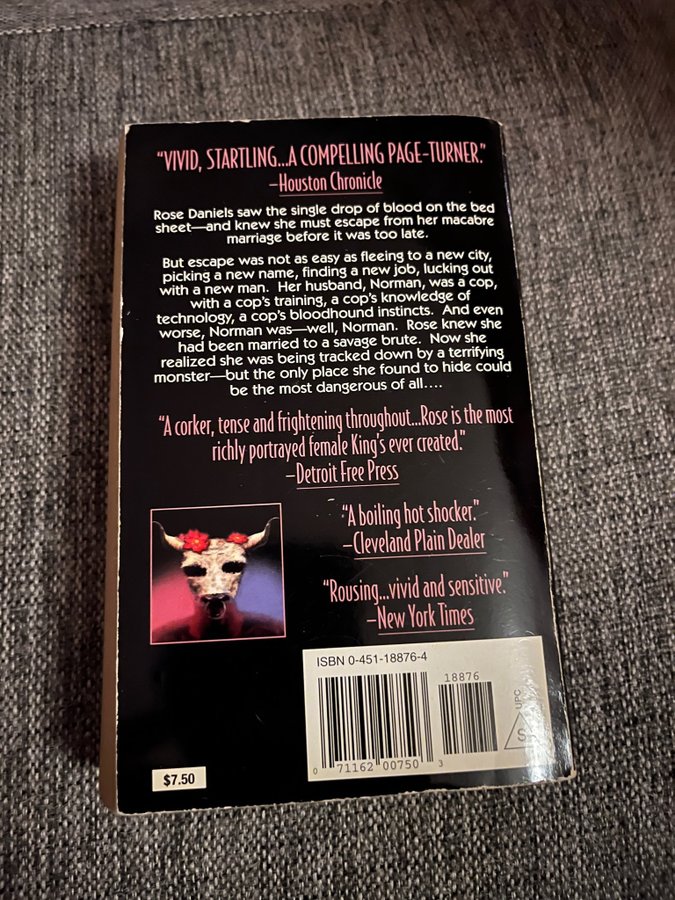 “VIVID, STARTLING...A COMPELLING PAGE-TURNER.”
–Houston Chronicle
Rose Daniels saw the single drop of blood on the bed
sheet—and knew she must escape from her macabre
marriage before it was too late.
But escape was not as easy as fleeing to a new city,
picking a new name, finding a new job, lucking out
with a new man. Her husband, Norman, was a cop,
with a cop's training, a cop's knowledge of
technology, a cop's bloodhound instincts. And even
worse, Norman was—well, Norman. Rose knew she
had been married to a savage brute. Now she
realized she was being tracked down by a terrifying
monster—but the only place she found to hide could
be the most dangerous of all....
“A corker, tense and frightening throughout...Rose is the most
richly portrayed female King's ever created.”
–Detroit Free Press
“A boiling hot shocker.”
–Cleveland Plain Dealer
“Rousing...vivid and sensitive.”
–New York Times
ISBN 0-451-18876-4
18876
UPC
S
0 71162 00750 3
$7.50